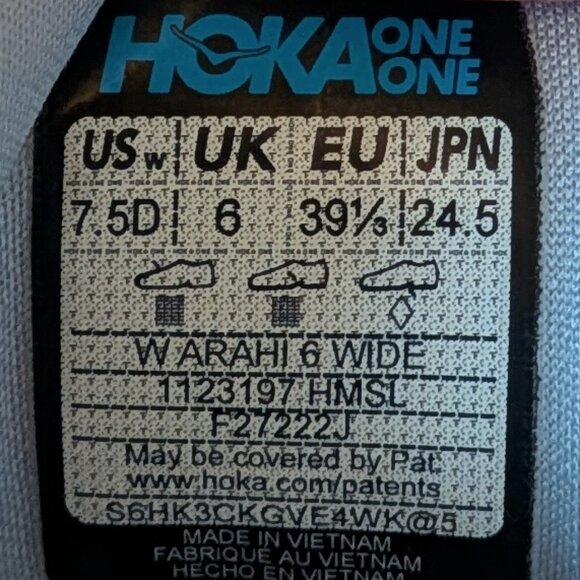 HOKA ONE ONE
US w UK EU JPN
7.5D 6 39⅓ 24.5
W ARAHI 6 WIDE
1123197 HMSL
F27222J
May be covered by Pat.
www.hoka.com/patents
S6HK3CKGVE4WK@5
MADE IN VIETNAM
FABRIQUÉ AU VIETNAM
HECHO EN VIETNAM